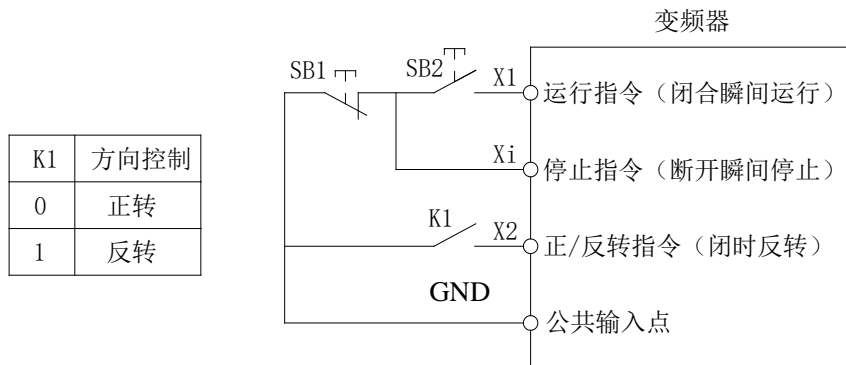 变频器
SB1
SB2
X1
运行指令（闭合瞬间运行）
Xi
停止指令（断开瞬间停止）
K1
X2
正/反转指令（闭时反转）
GND
公共输入点
K1 方向控制
0 正转
1 反转